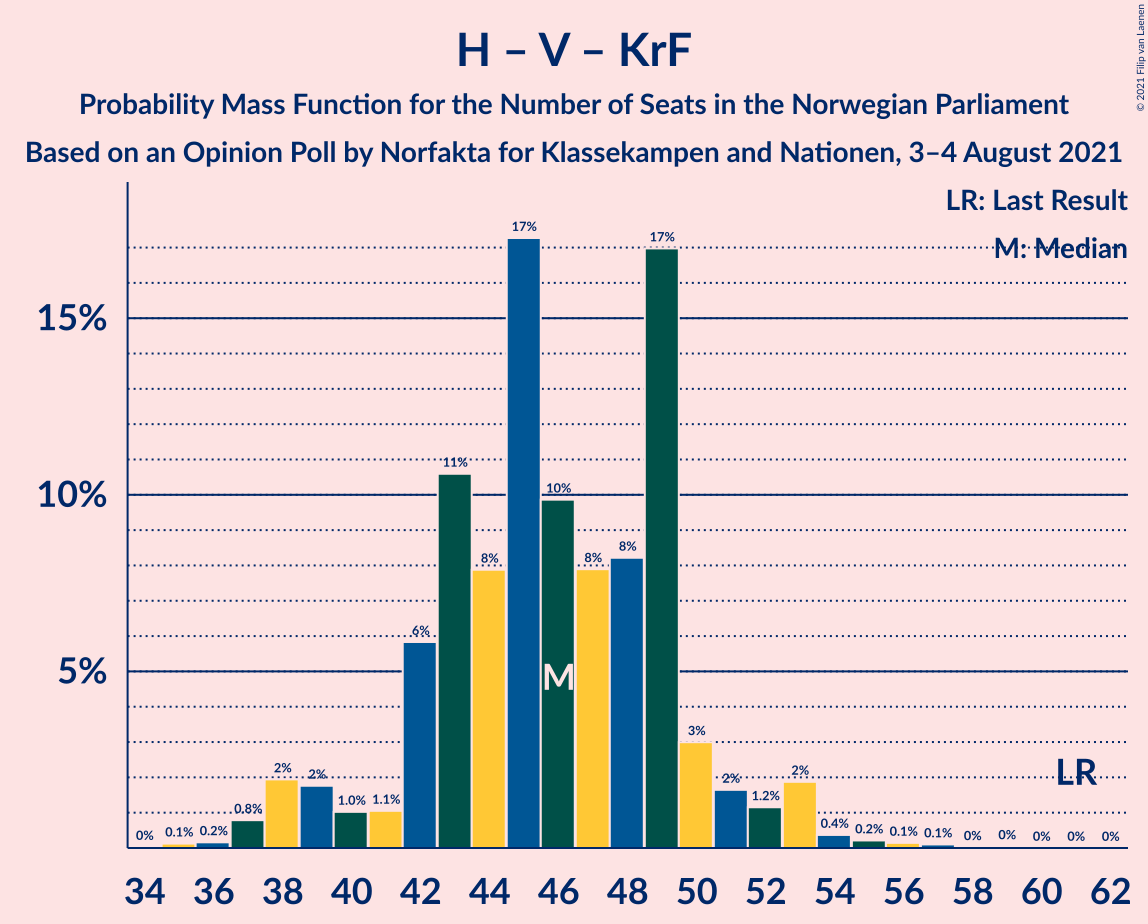 H – V – KrF
Probability Mass Function for the Number of Seats in the Norwegian Parliament
Based on an Opinion Poll by Norfakta for Klassekampen and Nationen, 3–4 August 2021
© 2021 Filip van Laenen
LR: Last Result
M: Median
15%
10%
5%
0% 0.1% 0.2% 0.8% 2% 2% 1.0% 1.1% 6% 11% 8% 17% 10% 8% 8% 17% 3% 2% 1.2% 2% 0.4% 0.2% 0.1% 0.1% 0% 0% 0% 0% 0%
M
LR
34 36 38 40 42 44 46 48 50 52 54 56 58 60 62